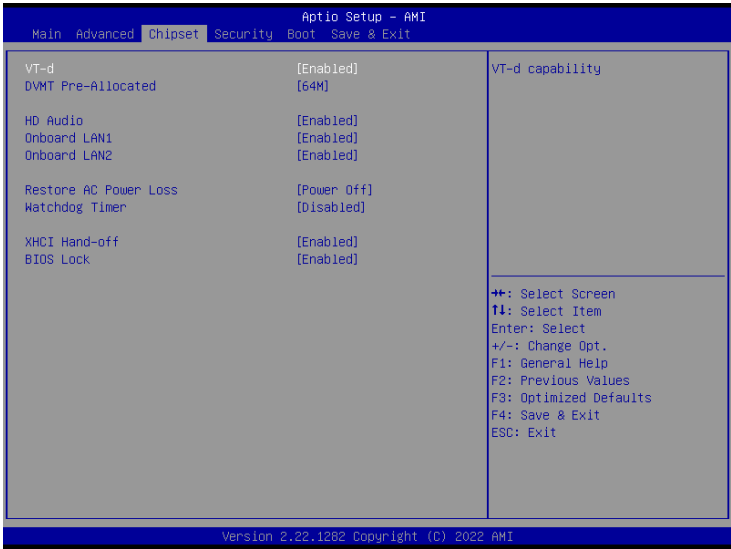 Aptio Setup – AMI
Main Advanced Chipset Security Boot Save & Exit
VT-d [Enabled]
DVMT Pre-Allocated [64M]
HD Audio [Enabled]
Onboard LAN1 [Enabled]
Onboard LAN2 [Enabled]
Restore AC Power Loss [Power Off]
Watchdog Timer [Disabled]
XHCI Hand-off [Enabled]
BIOS Lock [Enabled]
VT-d capability
→←: Select Screen
↑↓: Select Item
Enter: Select
+/-: Change Opt.
F1: General Help
F2: Previous Values
F3: Optimized Defaults
F4: Save & Exit
ESC: Exit
Version 2.22.1282 Copyright (C) 2022 AMI